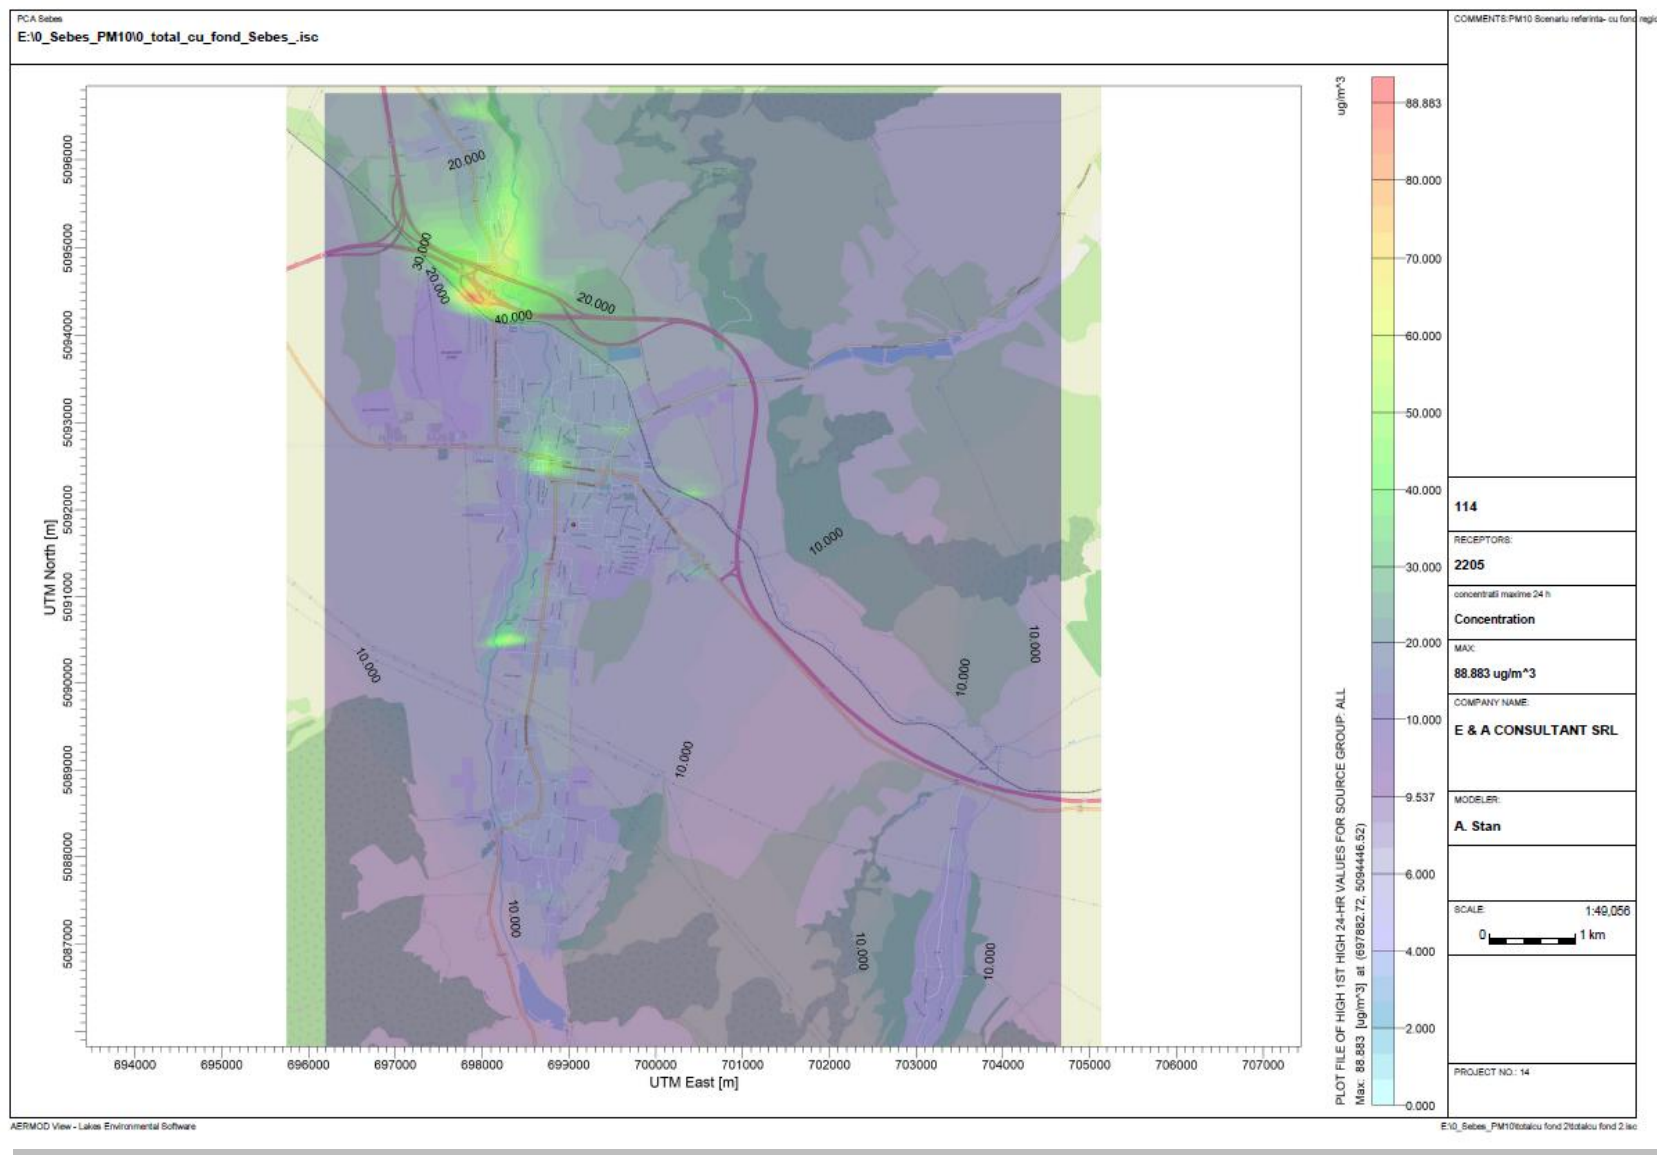 PCA Sebes
E:\0_Sebes_PM10\0_total_cu_fond_Sebes_.isc
COMMENTS:PM10 Scenariu referinta- cu fond regio
ug/m^3
88.883
80.000
70.000
60.000
50.000
40.000
30.000
20.000
10.000
9.537
6.000
4.000
2.000
0.000
PLOT FILE OF HIGH 1ST HIGH 24-HR VALUES FOR SOURCE GROUP: ALL
Max: 88.883 [ug/m^3] at (697882.72, 5094446.52)
UTM North [m]
5096000
5095000
5094000
5093000
5092000
5091000
5090000
5089000
5088000
5087000
20.000
30.000
20.000
20.000
40.000
10.000
10.000
10.000
10.000
10.000
10.000
10.000
10.000
694000 695000 696000 697000 698000 699000 700000 701000 702000 703000 704000 705000 706000 707000
UTM East [m]
114
RECEPTORS:
2205
concentratii maxime 24 h
Concentration
MAX:
88.883 ug/m^3
COMPANY NAME:
E & A CONSULTANT SRL
MODELER:
A. Stan
SCALE: 1:49,056
0 1 km
PROJECT NO.: 14
AERMOD View - Lakes Environmental Software
E:\0_Sebes_PM10\totalcu fond 2\totalcu fond 2.isc